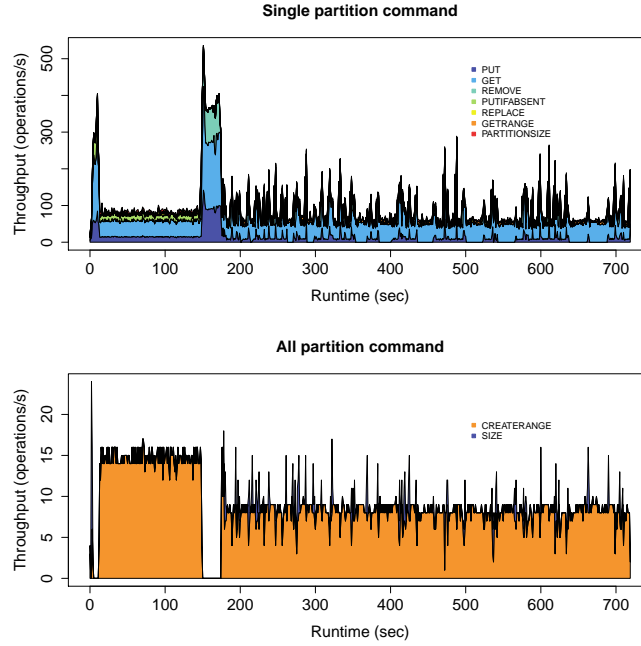 Single partition command
Throughput (operations/s)
500
300
100
0
PUT
GET
REMOVE
PUTIFABSENT
REPLACE
GETRANGE
PARTITIONSIZE
0 100 200 300 400 500 600 700
Runtime (sec)
All partition command
Throughput (operations/s)
20
15
10
5
0
CREATERANGE
SIZE
0 100 200 300 400 500 600 700
Runtime (sec)